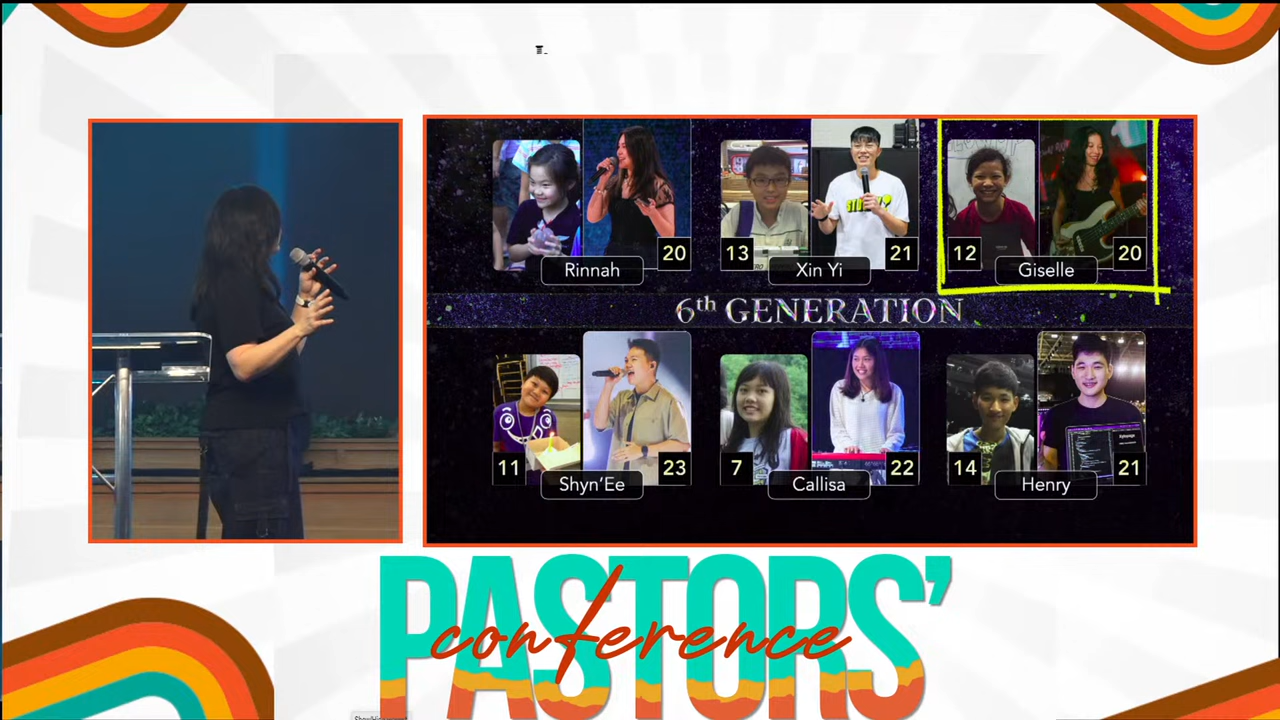 20
13
21
12
20
Rinnah
Xin Yi
Giselle
6th GENERATION
11
23
7
22
14
21
Shyn'Ee
Callisa
Henry
PASTORS'
conference